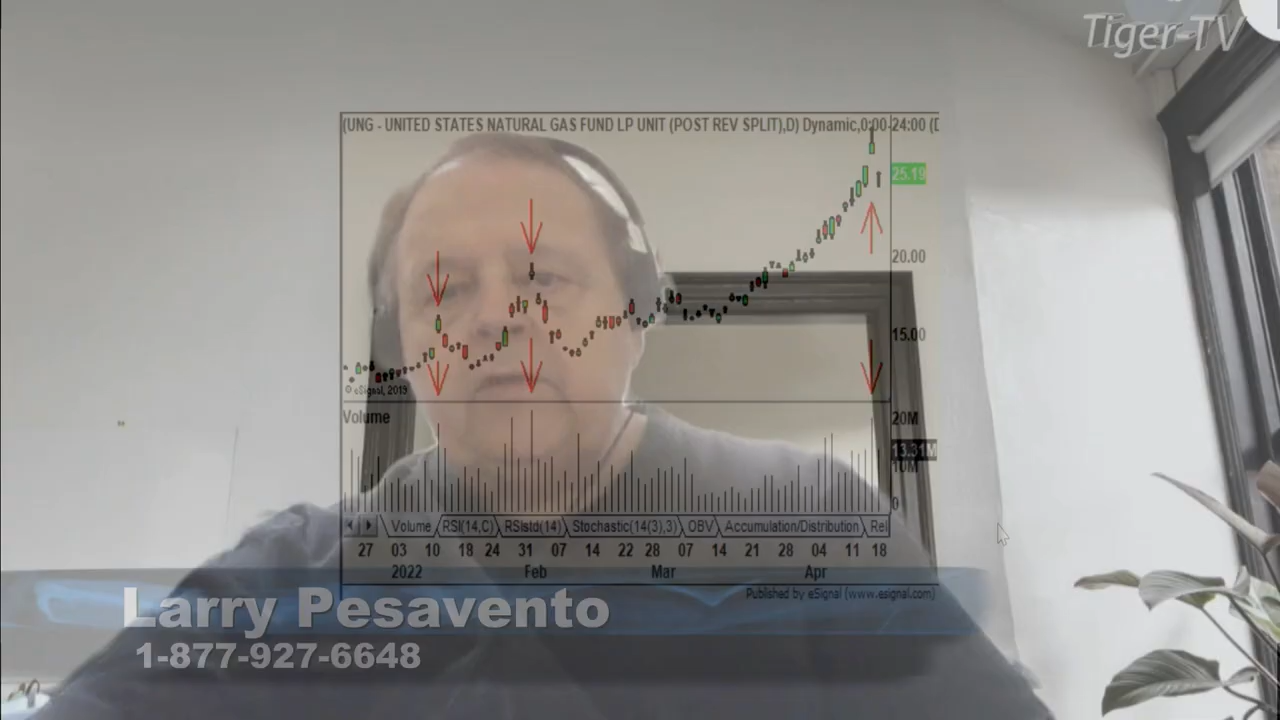 Tiger-TV
(UNG - UNITED STATES NATURAL GAS FUND LP UNIT (POST REV SPLIT),D) Dynamic,0:00-24:00 (D
25.19
20.00
15.00
© eSignal, 2019
Volume
20M
13.31M
10M
0
Volume RSI(14,C) RSIstd(14) Stochastic(14(3),3) OBV Accumulation/Distribution Rel
27 03 10 18 24 31 07 14 22 28 07 14 21 28 04 11 18
2022 Feb Mar Apr
Published by eSignal (www.esignal.com)
Larry Pesavento
1-877-927-6648